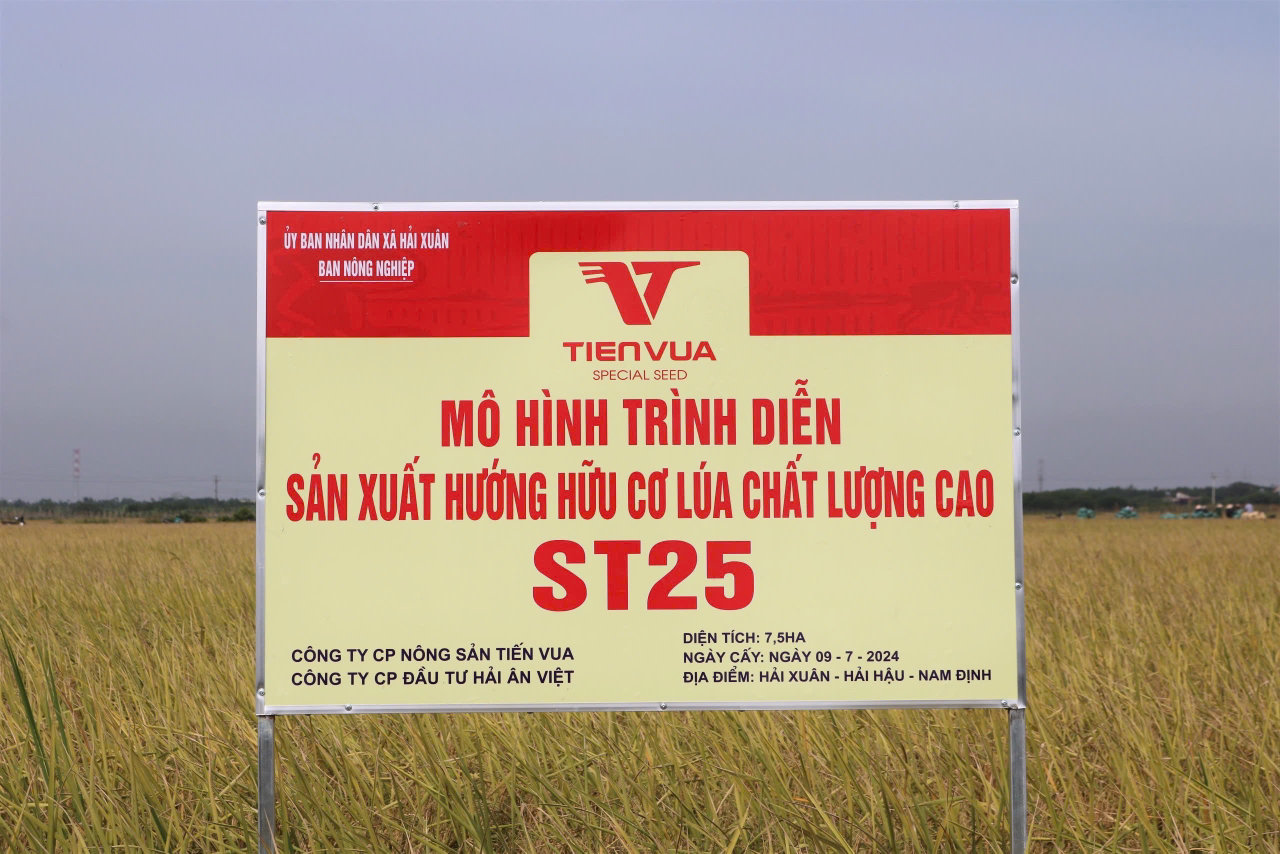 ỦY BAN NHÂN DÂN XÃ HẢI XUÂN
BAN NÔNG NGHIỆP
VT
TIENVUA
SPECIAL SEED
MÔ HÌNH TRÌNH DIỄN
SẢN XUẤT HƯỚNG HỮU CƠ LÚA CHẤT LƯỢNG CAO
ST25
CÔNG TY CP NÔNG SẢN TIẾN VUA
CÔNG TY CP ĐẦU TƯ HẢI ÂN VIỆT
DIỆN TÍCH: 7,5HA
NGÀY CẤY: NGÀY 09 - 7 - 2024
ĐỊA ĐIỂM: HẢI XUÂN - HẢI HẬU - NAM ĐỊNH